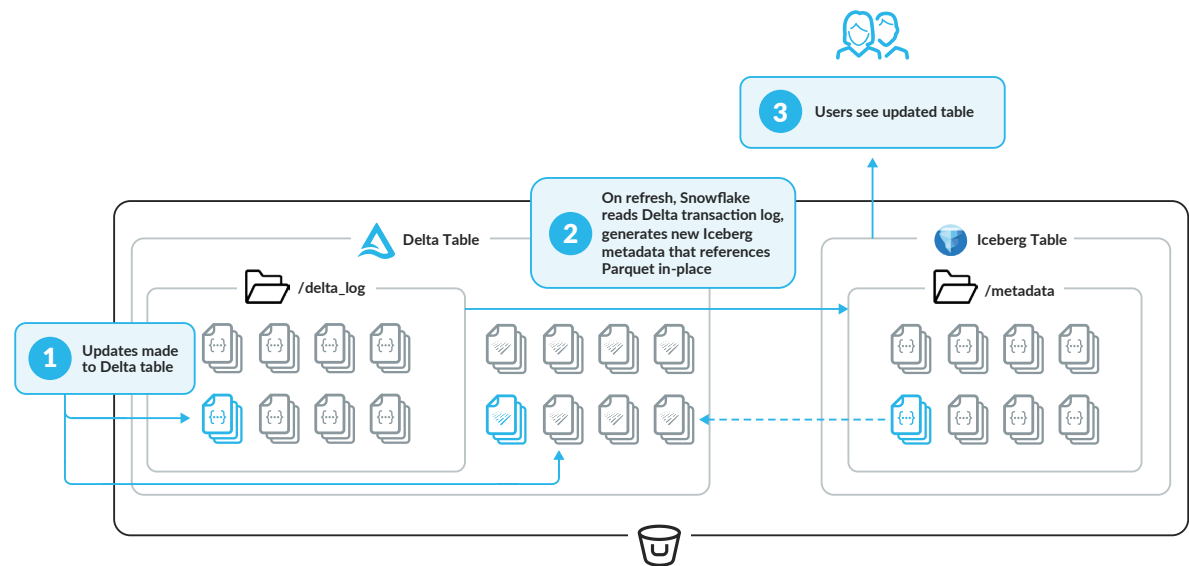 3
Users see updated table
2
On refresh, Snowflake
reads Delta transaction log,
generates new Iceberg
metadata that references
Parquet in-place
Delta Table
Iceberg Table
/delta_log
/metadata
1
Updates made
to Delta table